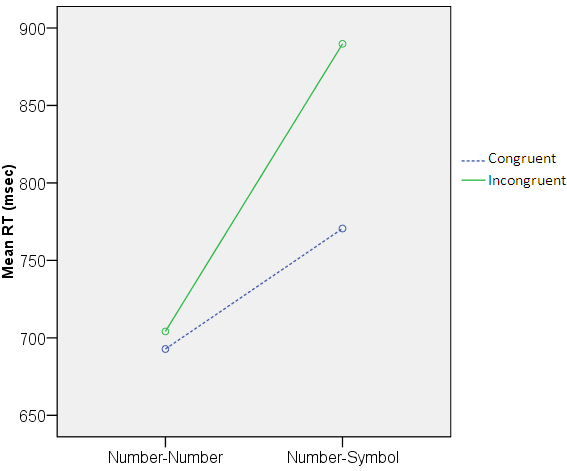 900
850
800
750
700
650
Mean RT (msec)
Number-Number
Number-Symbol
Congruent
Incongruent